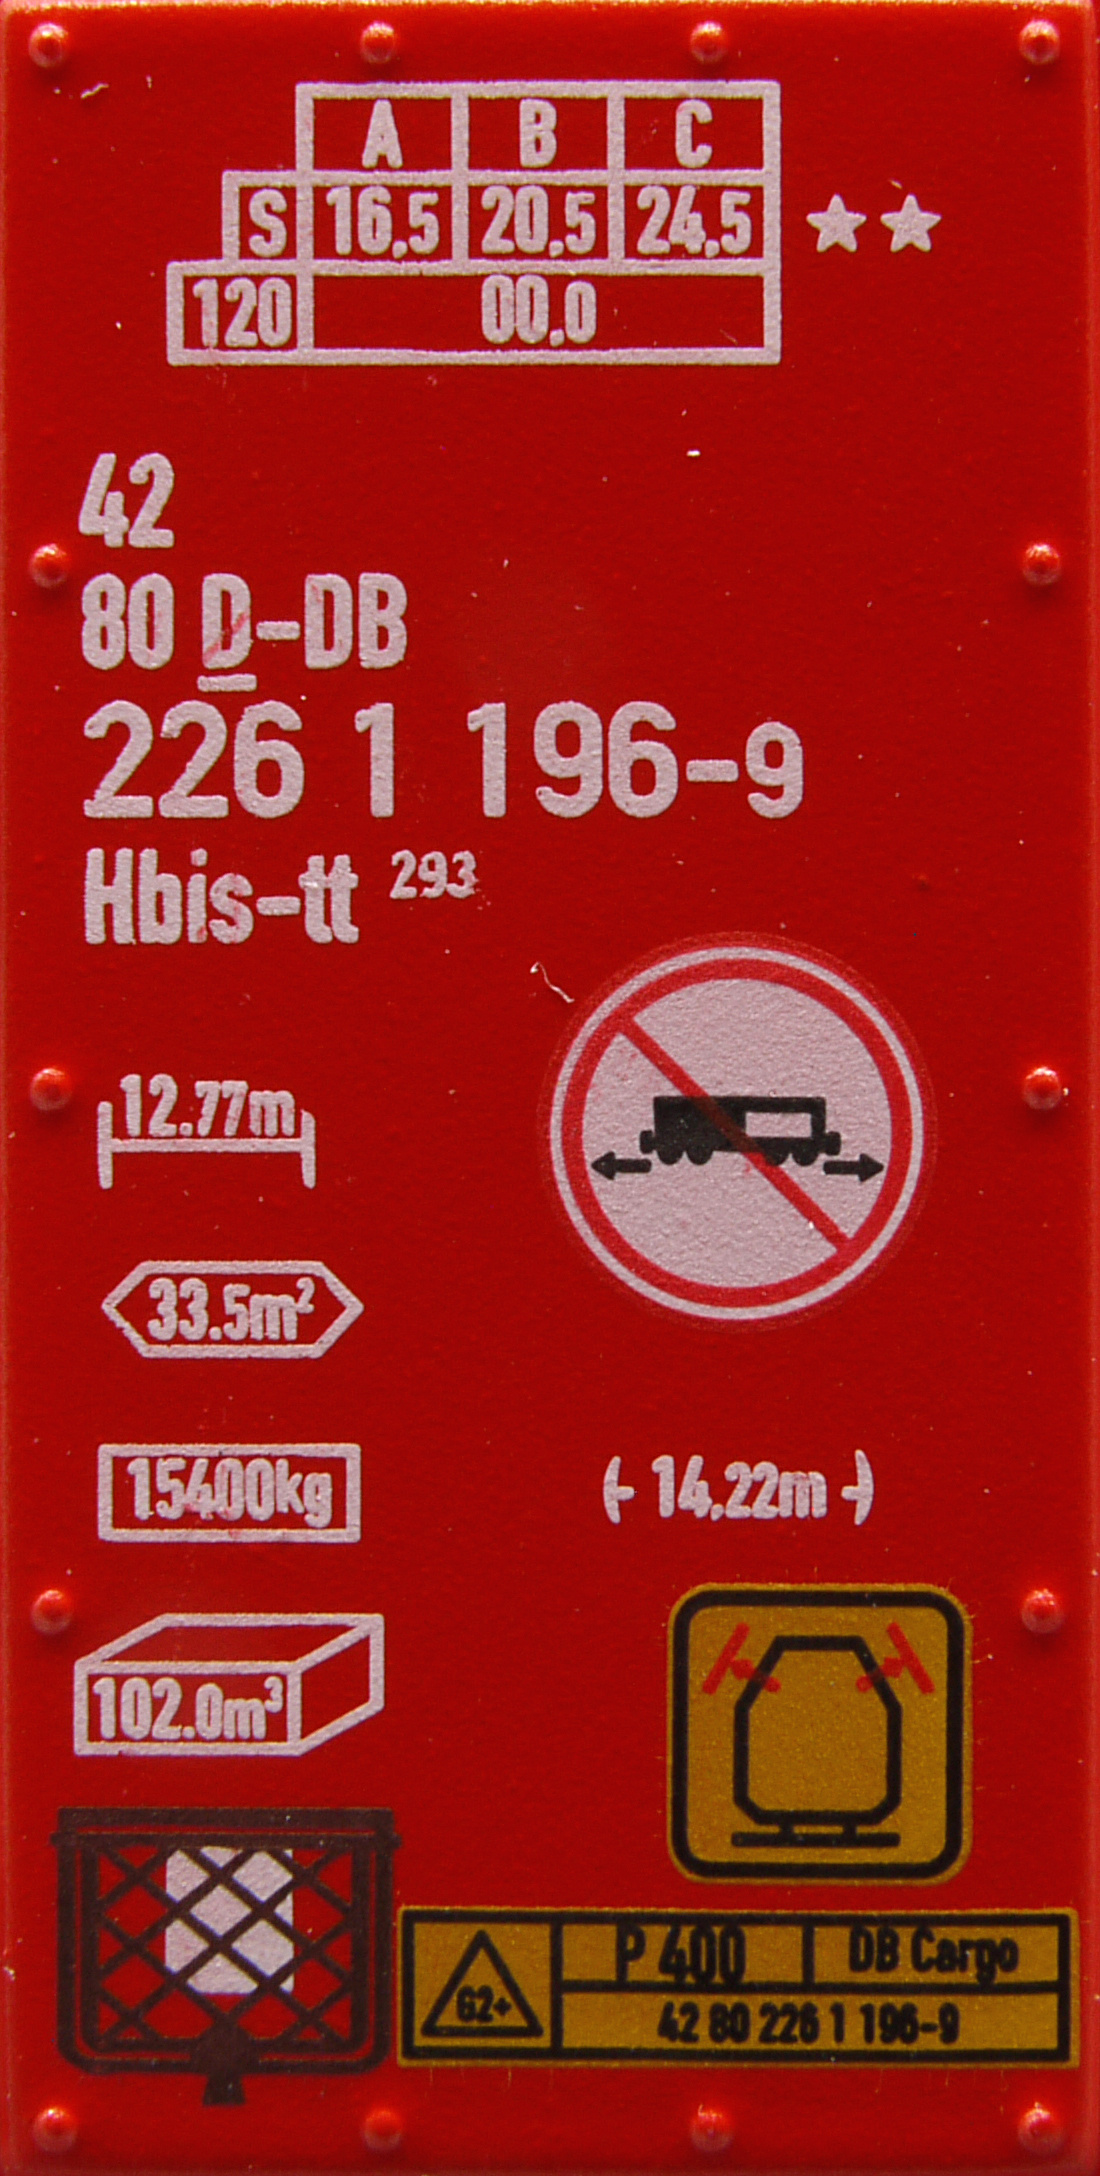 A B C
S 16,5 20,5 24,5 ★★
120 00,0
42
80 D-DB
226 1 196-9
Hbis-tt 293
12.77m
33.5m²
15400kg
14,22m
102.0m³
G2+
P 400 DB Cargo
42 80 226 1 196-9